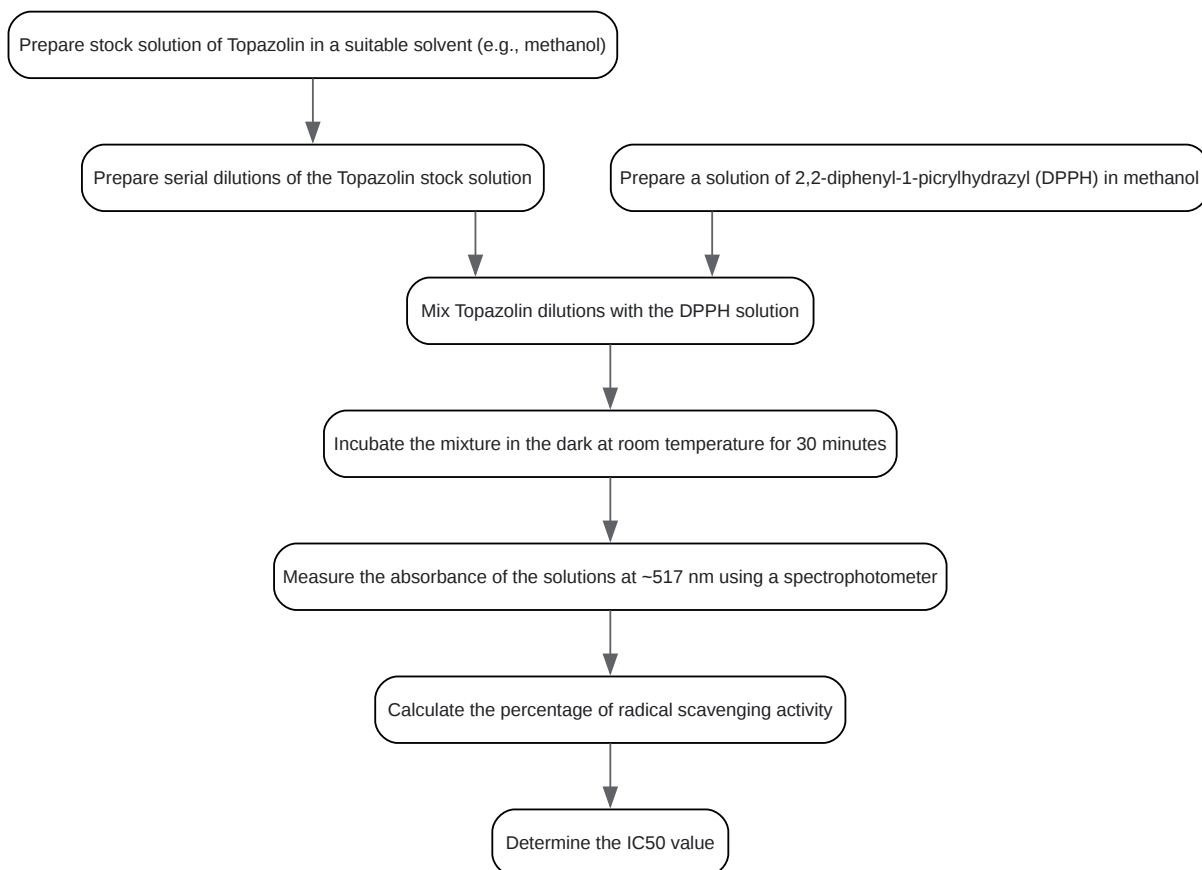 Prepare stock solution of Topazolin in a suitable solvent (e.g., methanol)
Prepare serial dilutions of the Topazolin stock solution
Prepare a solution of 2,2-diphenyl-1-picrylhydrazyl (DPPH) in methanol
Mix Topazolin dilutions with the DPPH solution
Incubate the mixture in the dark at room temperature for 30 minutes
Measure the absorbance of the solutions at ~517 nm using a spectrophotometer
Calculate the percentage of radical scavenging activity
Determine the IC50 value